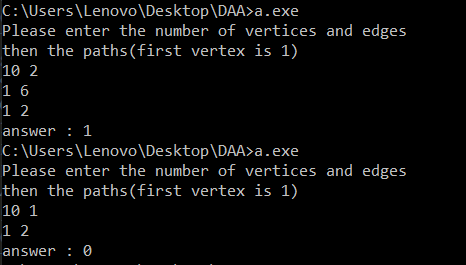 C:\Users\Lenovo\Desktop\DAA>a.exe
Please enter the number of vertices and edges
then the paths(first vertex is 1)
10 2
1 6
1 2
answer : 1
C:\Users\Lenovo\Desktop\DAA>a.exe
Please enter the number of vertices and edges
then the paths(first vertex is 1)
10 1
1 2
answer : 0